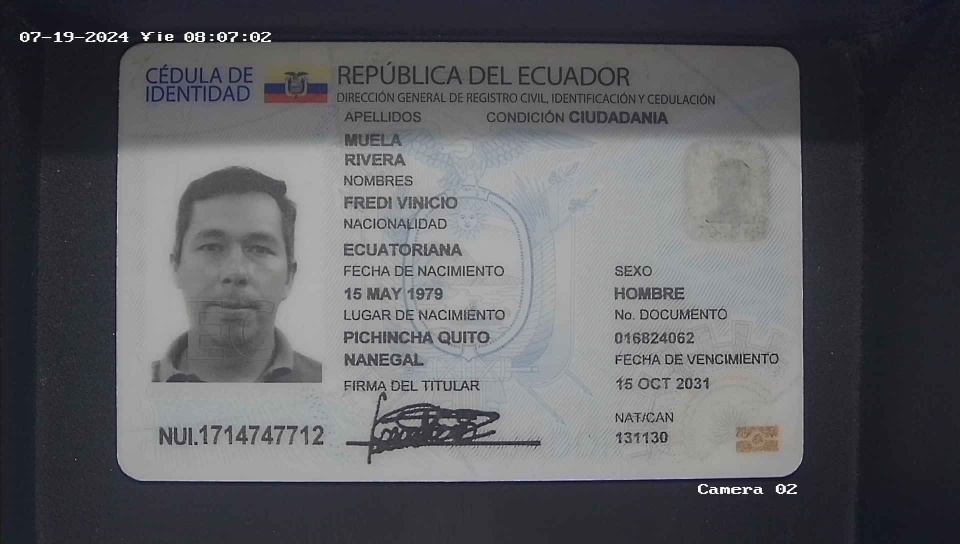 07-19-2024 Vie 08:07:02
CÉDULA DE
IDENTIDAD
REPÚBLICA DEL ECUADOR
DIRECCIÓN GENERAL DE REGISTRO CIVIL, IDENTIFICACIÓN Y CEDULACIÓN
APELLIDOS CONDICIÓN CIUDADANIA
MUELA
RIVERA
NOMBRES
FREDI VINICIO
NACIONALIDAD
ECUATORIANA
FECHA DE NACIMIENTO
15 MAY 1979
LUGAR DE NACIMIENTO
PICHINCHA QUITO
NANEGAL
FIRMA DEL TITULAR
SEXO
HOMBRE
No. DOCUMENTO
016824062
FECHA DE VENCIMIENTO
15 OCT 2031
NAT/CAN
131130
NUI.1714747712
Camera 02